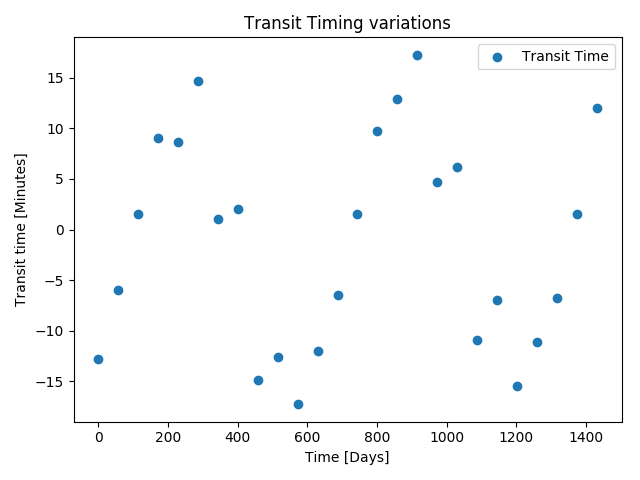 Transit Timing variations
Transit Time
Transit time [Minutes]
15
10
5
0
−5
−10
−15
0 200 400 600 800 1000 1200 1400
Time [Days]